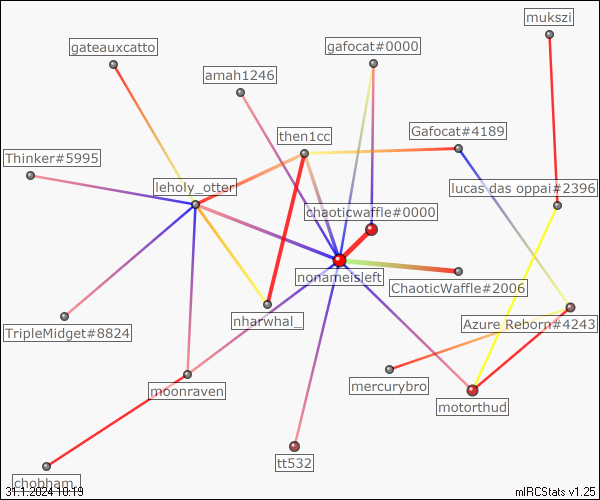 mukszi
gateauxcatto
gafocat#0000
amah1246
then1cc
Gafocat#4189
Thinker#5995
leholy_otter
lucas das oppai#2396
chaoticwaffle#0000
nonameisleft
ChaoticWaffle#2006
nharwhal_
TripleMidget#8824
Azure Reborn#4243
moonraven
mercurybro
motorthud
tt532
chobham_
31.1.2024 10:19
mIRCStats v1.25